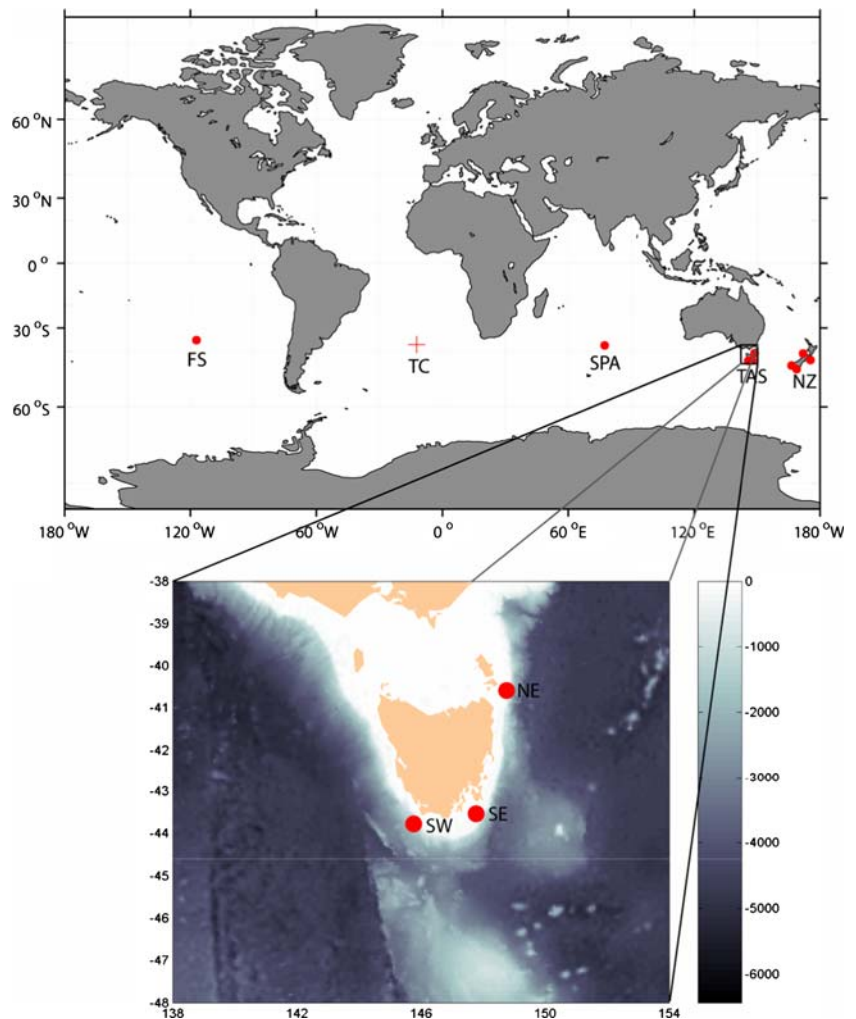 60 °N
30 °N
0 °
30 °S
60 °S
FS
TC
SPA
TAS
NZ
180 °W
120 °W
60 °W
0 °
60 °E
120 °E
180 °W
-38
-39
-40
-41
-42
-43
-44
-45
-46
-47
-48
138
142
146
150
154
NE
SW
SE
0
-1000
-2000
-3000
-4000
-5000
-6000